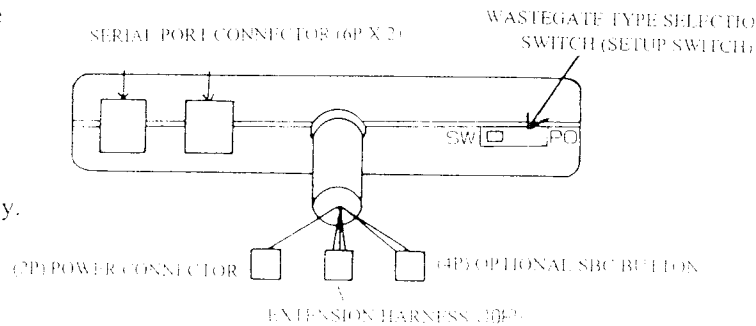 WASTEGATE TYPE SELECTIO
SERIAL PORT CONNECTOR (6P X 2)
SWITCH (SETUP SWITCH)
SW PO
y.
(2P) POWER CONNECTOR
(4P) OPTIONAL SBC BUTTON
EXTENSION HARNESS